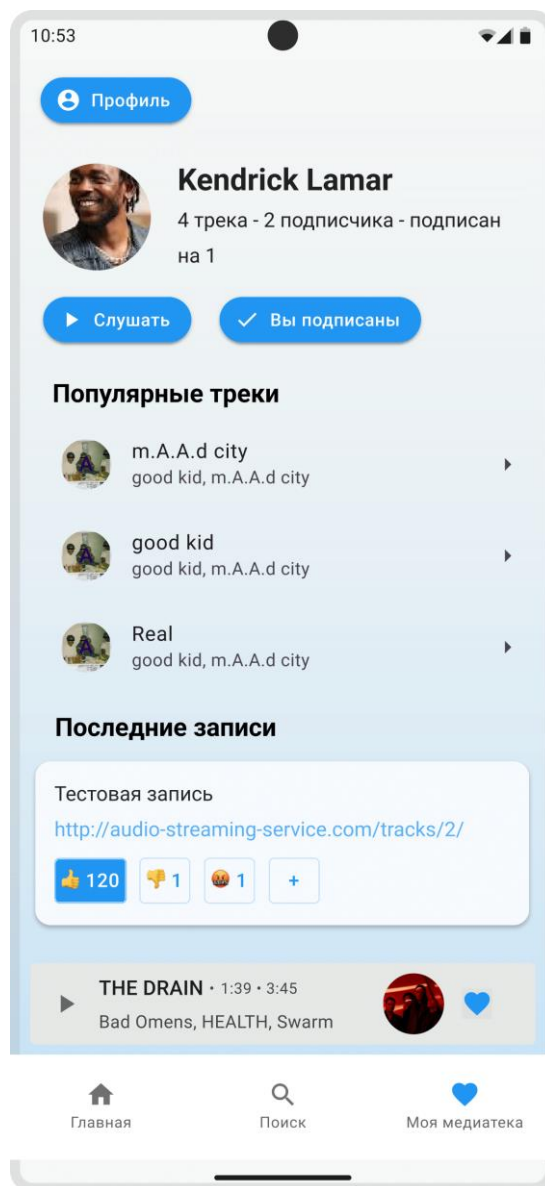 10:53
Профиль
Kendrick Lamar
4 трека - 2 подписчика - подписан
на 1
Слушать
Вы подписаны
Популярные треки
m.A.A.d city
good kid, m.A.A.d city
good kid
good kid, m.A.A.d city
Real
good kid, m.A.A.d city
Последние записи
Тестовая запись
http://audio-streaming-service.com/tracks/2/
👍 120 👎 1 🤬 1 +
THE DRAIN • 1:39 • 3:45
Bad Omens, HEALTH, Swarm
Главная
Поиск
Моя медиатека